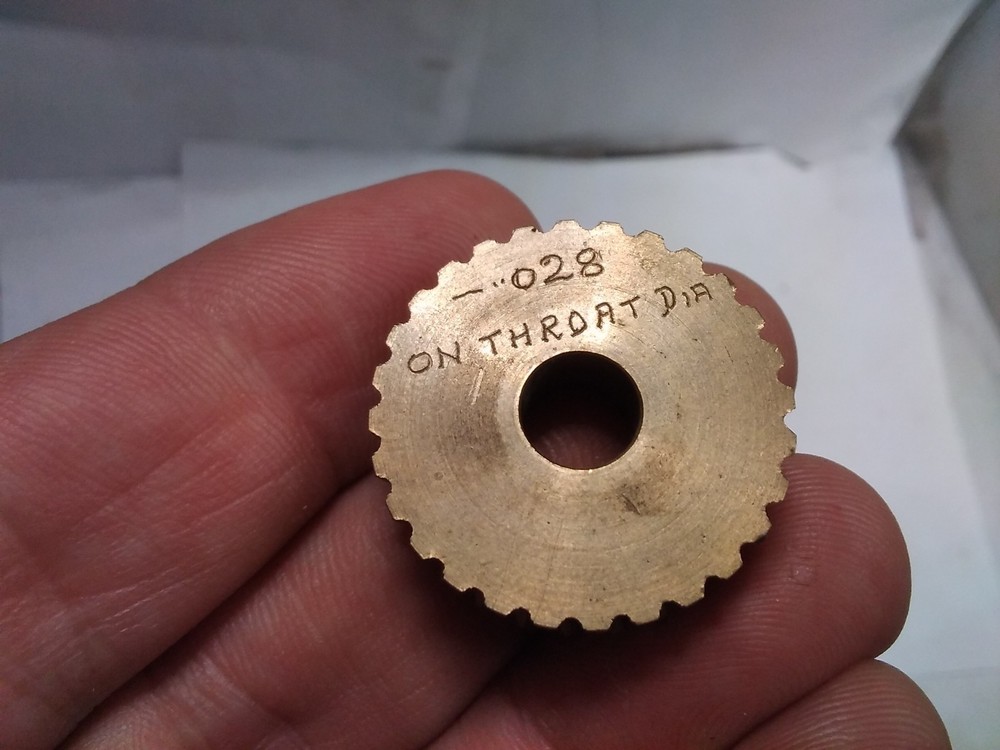 -.028
ON THROAT DIA